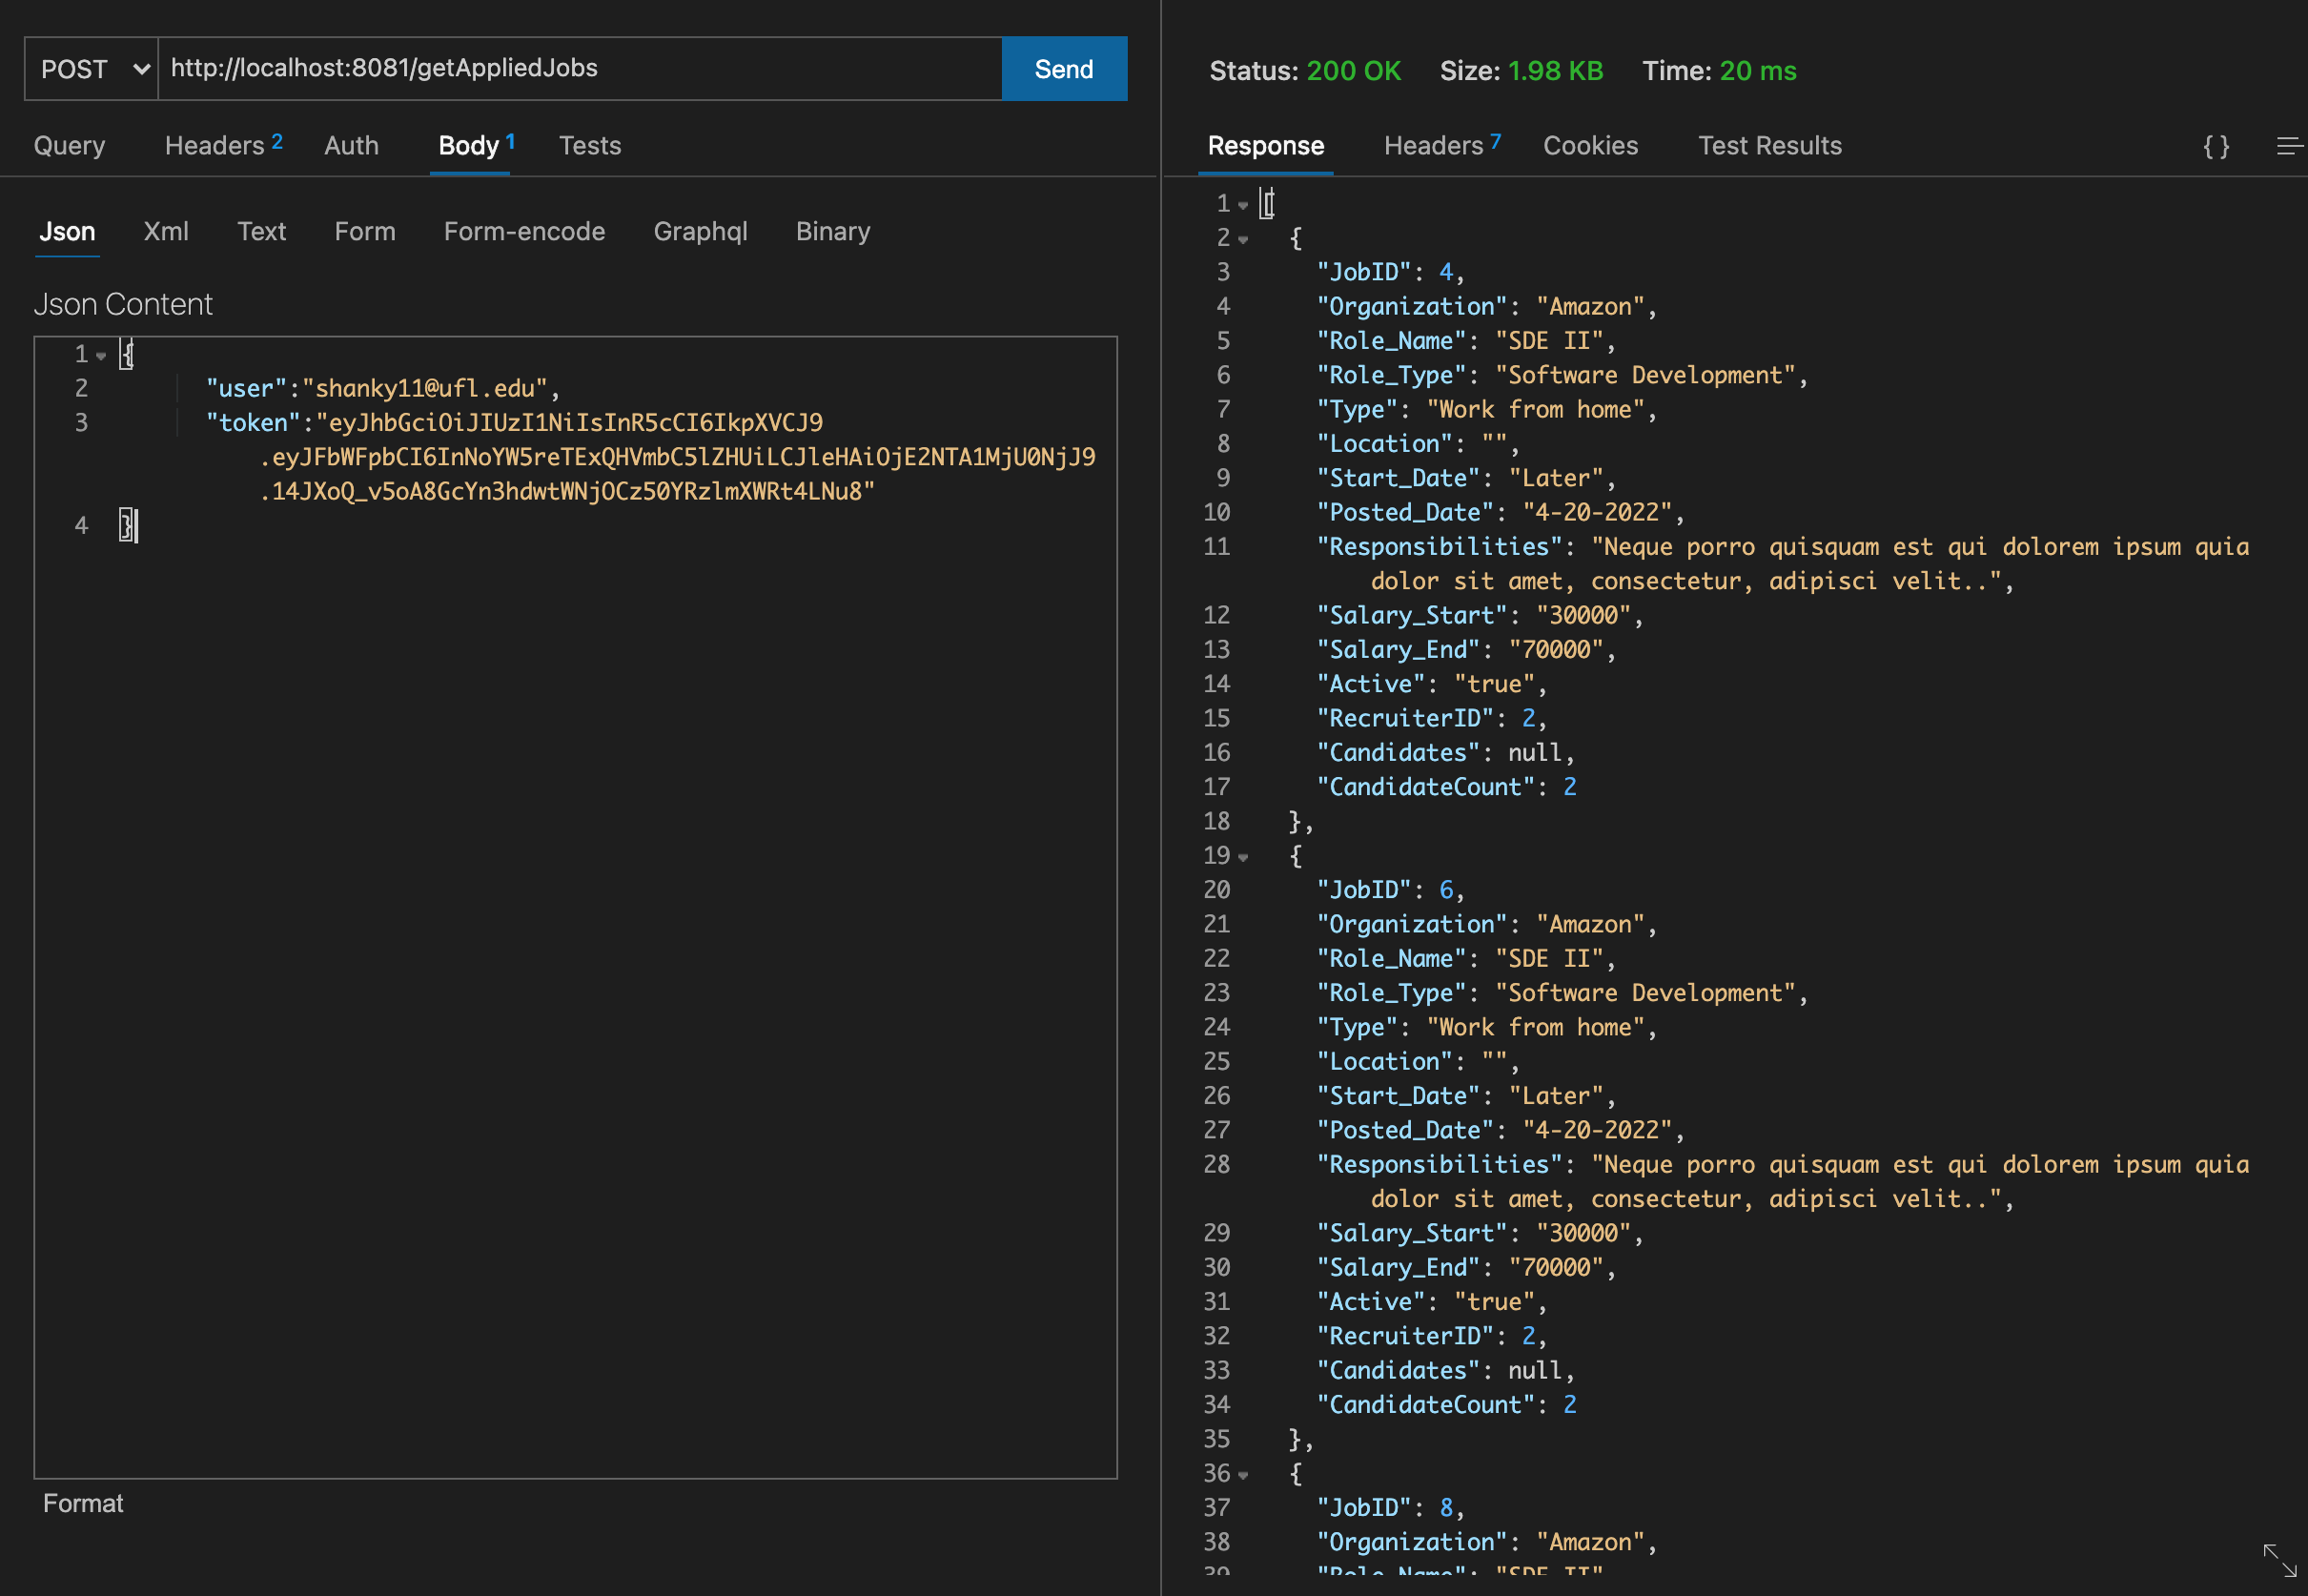 POST
http://localhost:8081/getAppliedJobs
Send
Query
Headers 2
Auth
Body 1
Tests
Json
Xml
Text
Form
Form-encode
Graphql
Binary
Json Content
1 {
2 "user":"shanky11@ufl.edu",
3 "token":"eyJhbGciOiJIUzI1NiIsInR5cCI6IkpXVCJ9
.eyJFbWFpbCI6InNoYW5reTExQHVmbC5lZHUiLCJleHAiOjE2NTA1MjU0NjJ9
.14JXoQ_v5oA8GcYn3hdwtWNjOCz50YRzlmXWRt4LNu8"
4 }
Format
Status: 200 OK
Size: 1.98 KB
Time: 20 ms
Response
Headers 7
Cookies
Test Results
{ }
1 [
2 {
3 "JobID": 4,
4 "Organization": "Amazon",
5 "Role_Name": "SDE II",
6 "Role_Type": "Software Development",
7 "Type": "Work from home",
8 "Location": "",
9 "Start_Date": "Later",
10 "Posted_Date": "4-20-2022",
11 "Responsibilities": "Neque porro quisquam est qui dolorem ipsum quia
dolor sit amet, consectetur, adipisci velit..",
12 "Salary_Start": "30000",
13 "Salary_End": "70000",
14 "Active": "true",
15 "RecruiterID": 2,
16 "Candidates": null,
17 "CandidateCount": 2
18 },
19 {
20 "JobID": 6,
21 "Organization": "Amazon",
22 "Role_Name": "SDE II",
23 "Role_Type": "Software Development",
24 "Type": "Work from home",
25 "Location": "",
26 "Start_Date": "Later",
27 "Posted_Date": "4-20-2022",
28 "Responsibilities": "Neque porro quisquam est qui dolorem ipsum quia
dolor sit amet, consectetur, adipisci velit..",
29 "Salary_Start": "30000",
30 "Salary_End": "70000",
31 "Active": "true",
32 "RecruiterID": 2,
33 "Candidates": null,
34 "CandidateCount": 2
35 },
36 {
37 "JobID": 8,
38 "Organization": "Amazon",
39 "Role_Name": "SDE II"